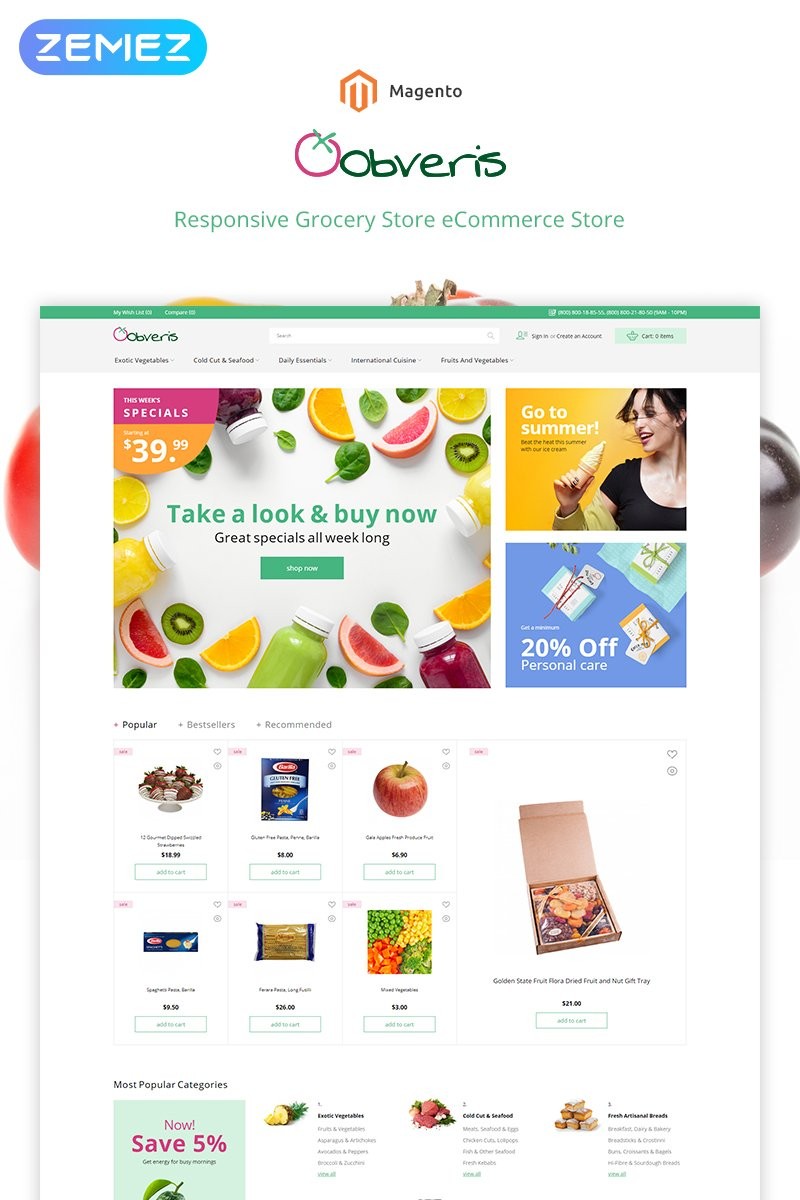 ZEMEZ
Magento
Obveris
Responsive Grocery Store eCommerce Store
My Wish List (0) Compare (0) (800) 800-18-85-55, (800) 800-21-80-50 (9AM - 10PM)
Obveris Search Sign In or Create an Account Cart: 0 items
Exotic Vegetables Cold Cut & Seafood Daily Essentials International Cuisine Fruits And Vegetables
THIS WEEK'S
SPECIALS
Starting at
$39.99
Take a look & buy now
Great specials all week long
shop now
Go to
summer!
Beat the heat this summer
with our ice cream
Get a minimum
20% Off
Personal care
+ Popular + Bestsellers + Recommended
sale sale sale sale
Barilla
GLUTEN FREE
PENNE
12 Gourmet Dipped Swizzled
Strawberries
$18.99
add to cart
Gluten Free Pasta, Penne, Barilla
$8.00
add to cart
Gala Apples Fresh Produce Fruit
$6.90
add to cart
sale sale sale
Barilla
Spaghetti Pasta, Barilla
$9.50
add to cart
Ferara Pasta, Long Fusilli
$26.00
add to cart
Mixed Vegetables
$3.00
add to cart
Golden State Fruit Flora Dried Fruit and Nut Gift Tray
$21.00
add to cart
Most Popular Categories
Now!
Save 5%
Get energy for busy mornings
1.
Exotic Vegetables
Fruits & Vegetables
Asparagus & Artichokes
Avocados & Peppers
Broccoli & Zucchini
view all
2.
Cold Cut & Seafood
Meats, Seafood & Eggs
Chicken Cuts, Lollipops
Fish & Other Seafood
Fresh Kebabs
view all
3.
Fresh Artisanal Breads
Breakfast, Dairy & Bakery
Breadsticks & Crostinni
Buns, Croissants & Bagels
Hi-Fibre & Sourdough Breads
view all